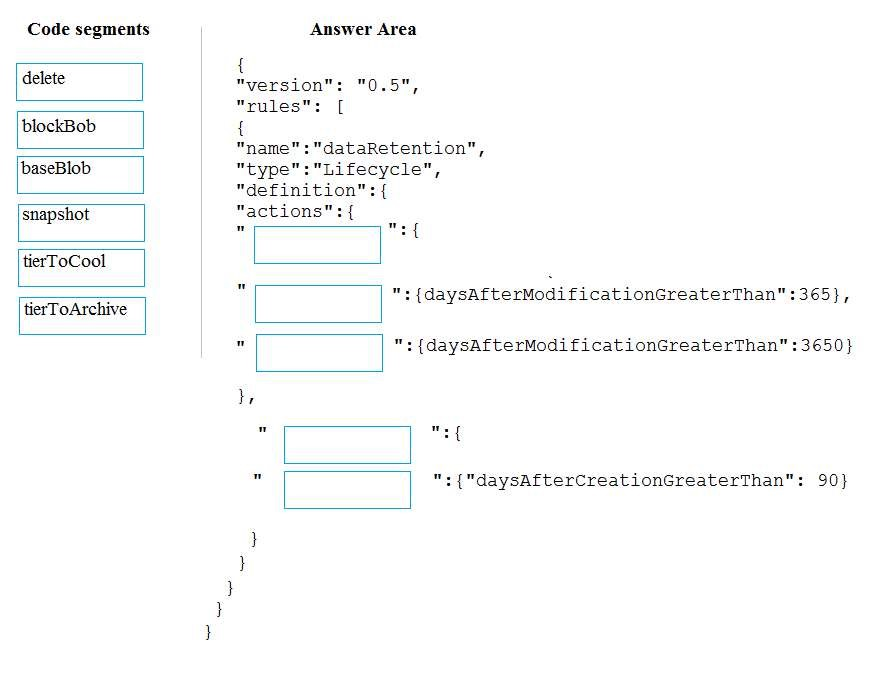 Code segments
Answer Area
delete
blockBob
baseBlob
snapshot
tierToCool
tierToArchive
{
"version": "0.5",
"rules": [
{
"name":"dataRetention",
"type":"Lifecycle",
"definition":{
"actions":{
" ":{
" ":{daysAfterModificationGreaterThan":365},
" ":{daysAfterModificationGreaterThan":3650}
},
" ":{
" ":{"daysAfterCreationGreaterThan": 90}
}
}
}
}
}